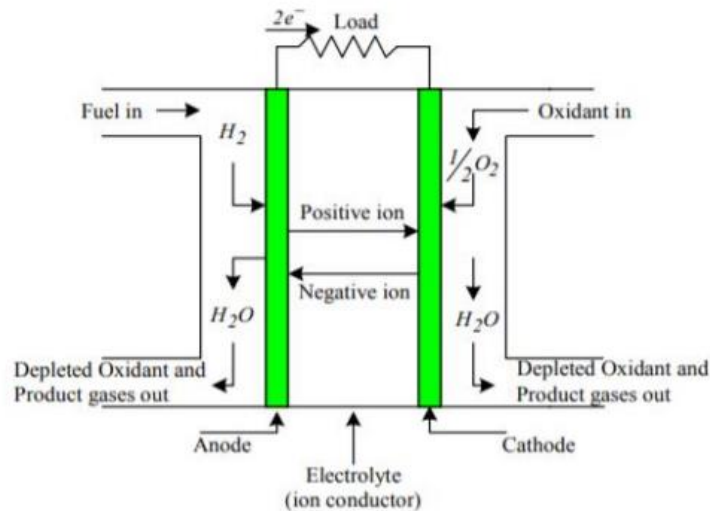 2e⁻
Load
Fuel in
Oxidant in
H₂
1/2O₂
Positive ion
Negative ion
H₂O
H₂O
Depleted Oxidant and
Product gases out
Depleted Oxidant and
Product gases out
Anode
Cathode
Electrolyte
(ion conductor)